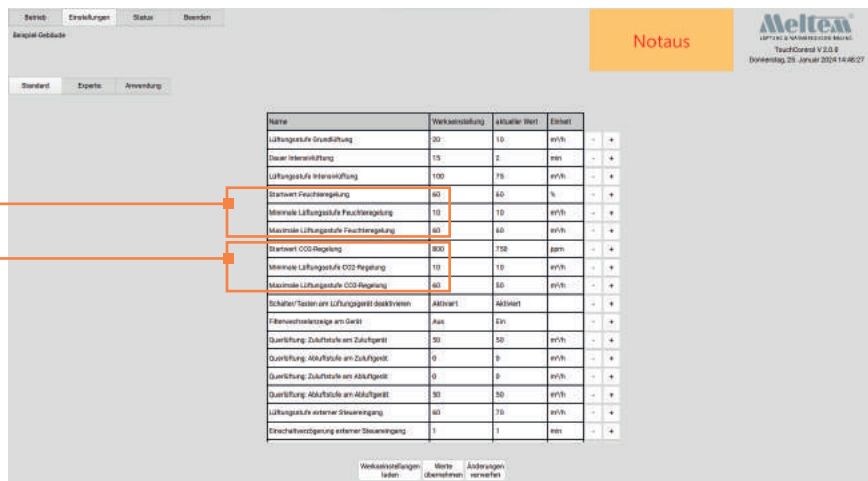 Betrieb Einstellungen Status Beenden
Beispiel-Gebäude
Notaus
Meltem
LÜFTUNG & WÄRMERÜCKGEWINNUNG
TouchControl V 2.0.8
Donnerstag, 25. Januar 2024 14:46:27
Standard Experte Anwendung
Name Werkseinstellung aktueller Wert Einheit
Lüftungsstufe Grundlüftung 20 10 m³/h - +
Dauer Intensivlüftung 15 2 min - +
Lüftungsstufe Intensivlüftung 100 75 m³/h - +
Startwert Feuchteregelung 60 60 % - +
Minimale Lüftungsstufe Feuchteregelung 10 10 m³/h - +
Maximale Lüftungsstufe Feuchteregelung 60 60 m³/h - +
Startwert CO2-Regelung 800 750 ppm - +
Minimale Lüftungsstufe CO2-Regelung 10 10 m³/h - +
Maximale Lüftungsstufe CO2-Regelung 60 50 m³/h - +
Schalter/Tasten am Lüftungsgerät deaktivieren Aktiviert Aktiviert - +
Filterwechselanzeige am Gerät Aus Ein - +
Querlüftung: Zuluftstufe am Zuluftgerät 50 50 m³/h - +
Querlüftung: Abluftstufe am Zuluftgerät 0 0 m³/h - +
Querlüftung: Zuluftstufe am Abluftgerät 0 0 m³/h - +
Querlüftung: Abluftstufe am Abluftgerät 50 50 m³/h - +
Lüftungsstufe externer Steuereingang 60 70 m³/h - +
Einschaltverzögerung externer Steuereingang 1 1 min - +
Werkseinstellungen Werte Änderungen
laden übernehmen verwerfen